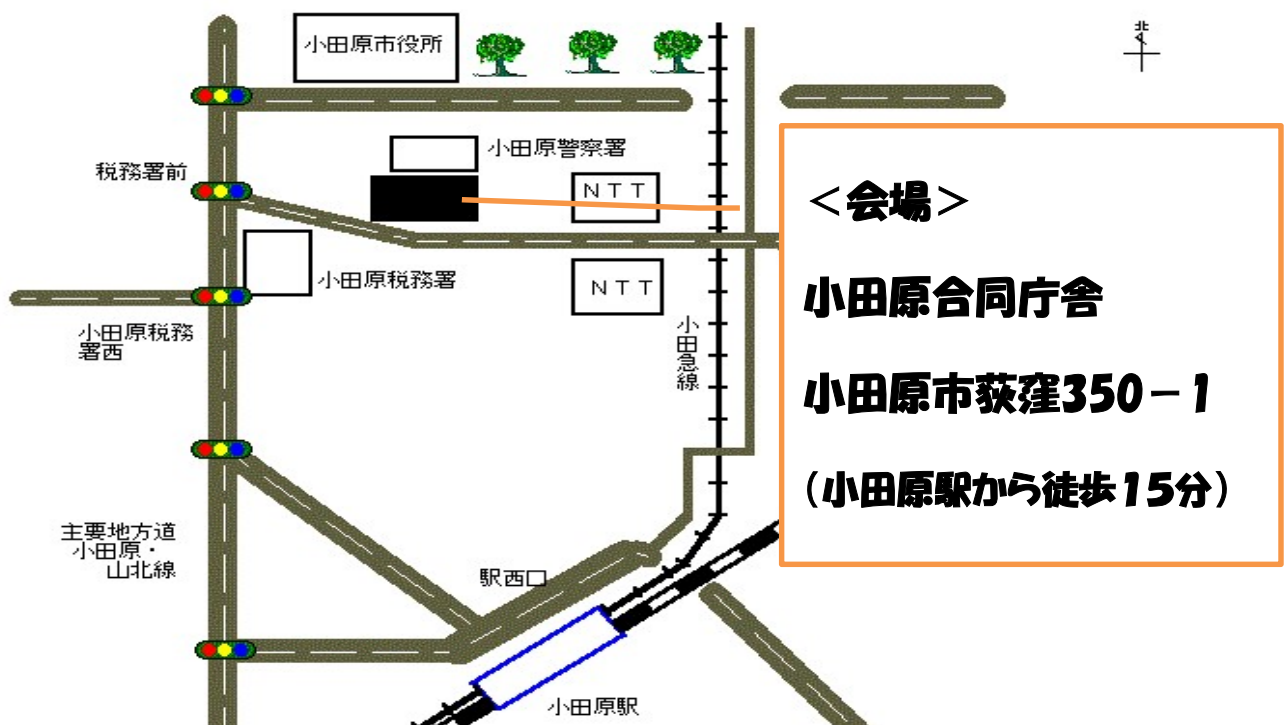 小田原市役所
北
小田原警察署
税務署前
ＮＴＴ
小田原税務署
ＮＴＴ
小田原税務
署西
小田急線
主要地方道
小田原・
山北線
駅西口
小田原駅
＜会場＞
小田原合同庁舎
小田原市荻窪350－1
（小田原駅から徒歩15分）